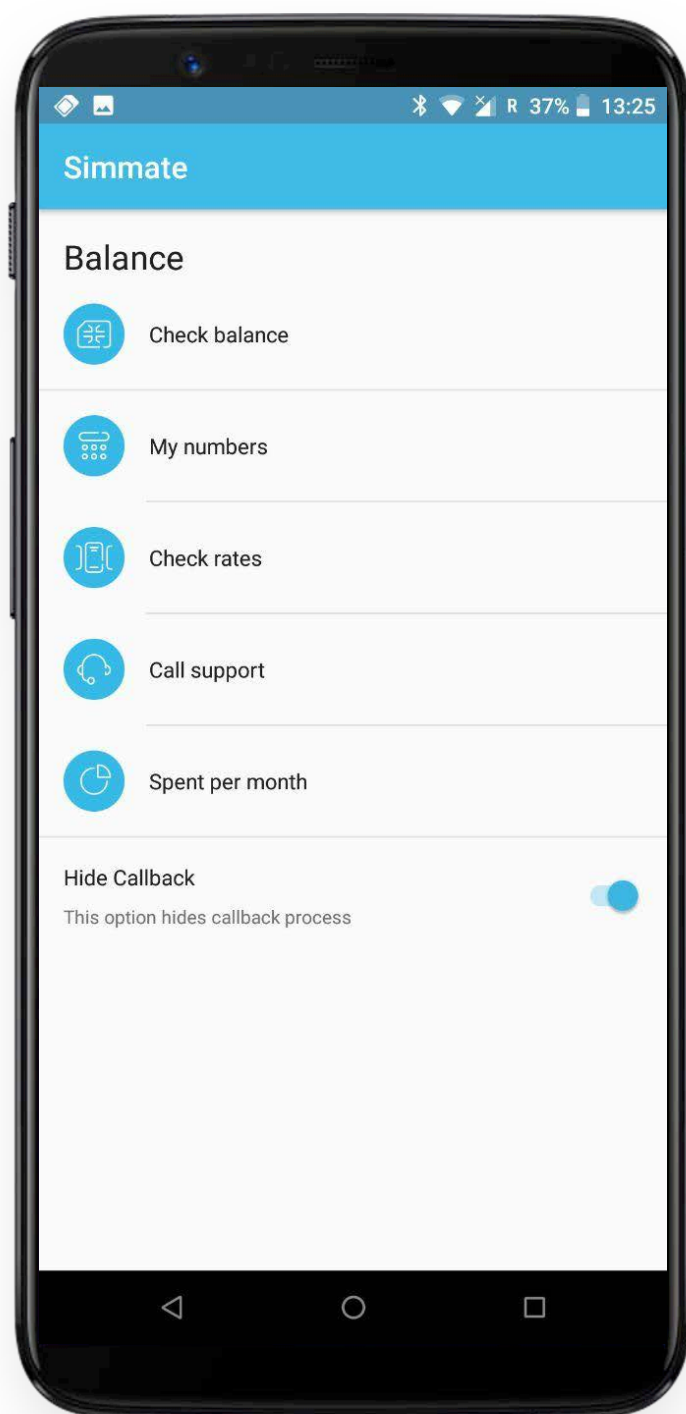 R 37% 13:25
Simmate
Balance
Check balance
My numbers
Check rates
Call support
Spent per month
Hide Callback
This option hides callback process